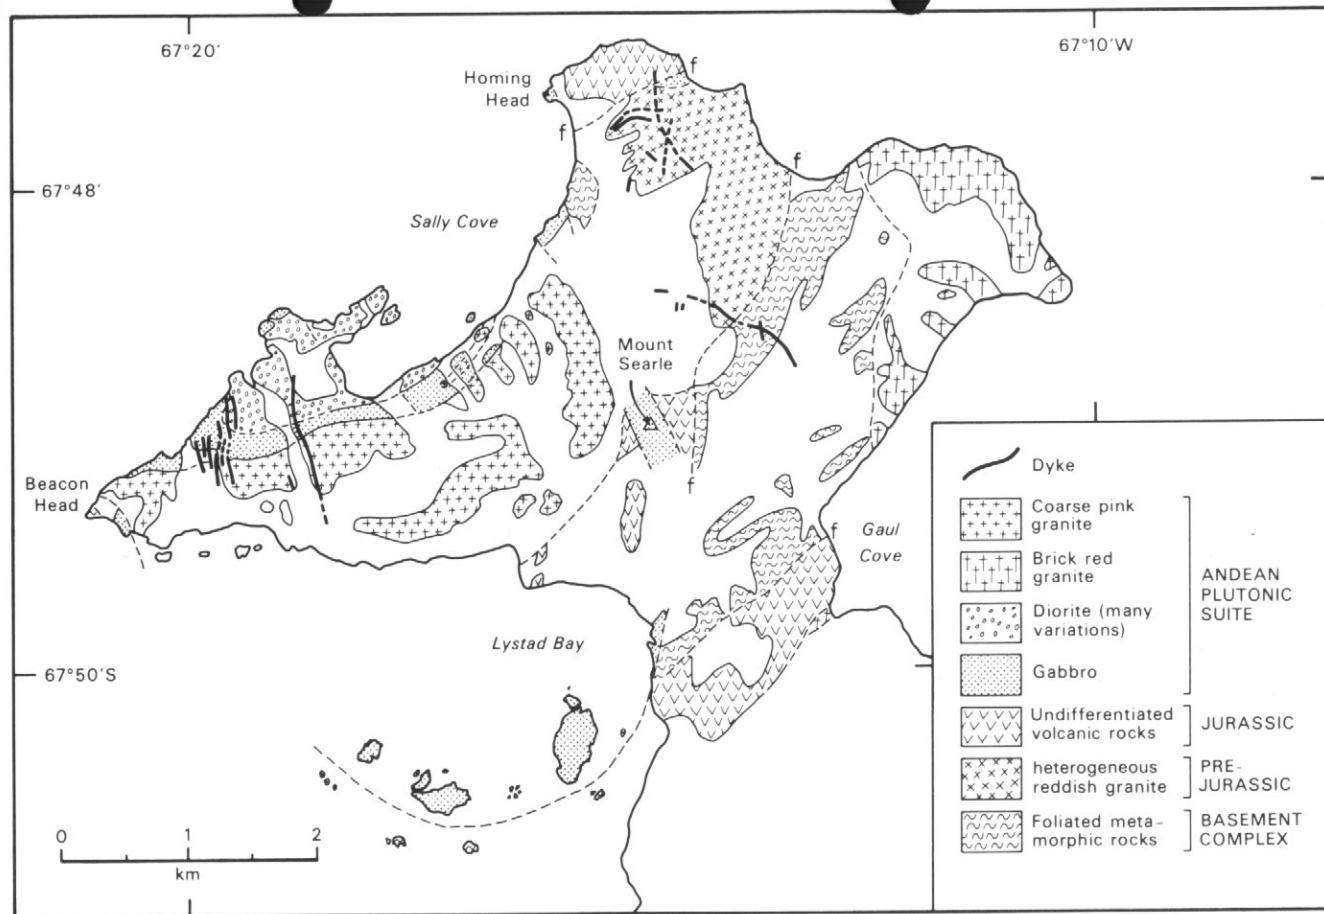 67°20'
67°10'W
Homing
Head
f
f
f
67°48'
Sally Cove
Mount
Searle
Beacon
Head
f
f
Gaul
Cove
Lystad Bay
67°50'S
0 1 2
km
Dyke
Coarse pink
granite
Brick red
granite
Diorite (many
variations)
Gabbro
ANDEAN
PLUTONIC
SUITE
Undifferentiated
volcanic rocks
JURASSIC
heterogeneous
reddish granite
PRE-
JURASSIC
Foliated meta-
morphic rocks
BASEMENT
COMPLEX